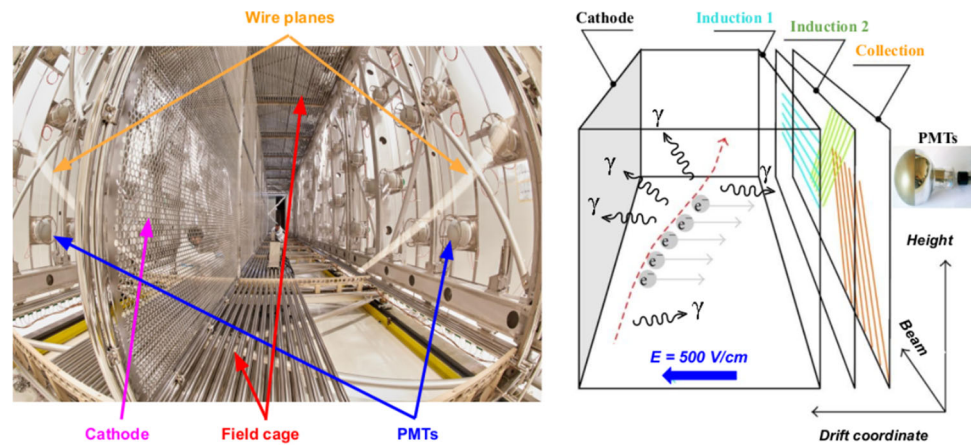 Wire planes
Cathode
Field cage
PMTs
Cathode
Induction 1
Induction 2
Collection
PMTs
γ
γ
γ
γ
γ
e⁻
e⁻
e⁻
e⁻
Height
Beam
E = 500 V/cm
Drift coordinate